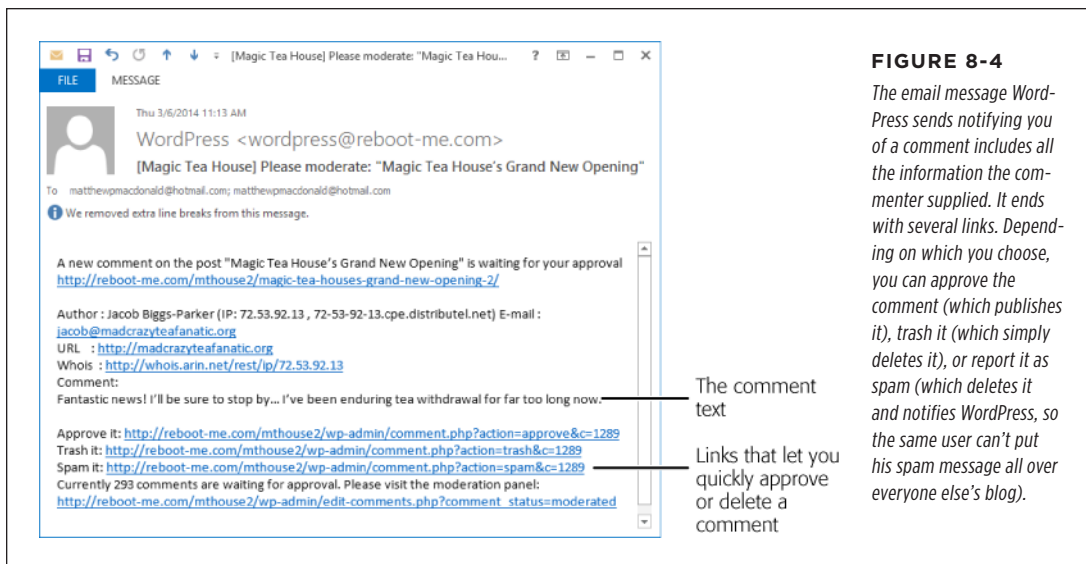 [Magic Tea House] Please moderate: "Magic Tea Hou...
?
FILE MESSAGE
Thu 3/6/2014 11:13 AM
WordPress <wordpress@reboot-me.com>
[Magic Tea House] Please moderate: "Magic Tea House's Grand New Opening"
To matthewpmacdonald@hotmail.com; matthewpmacdonald@hotmail.com
We removed extra line breaks from this message.
A new comment on the post "Magic Tea House's Grand New Opening" is waiting for your approval
http://reboot-me.com/mthouse2/magic-tea-houses-grand-new-opening-2/
Author : Jacob Biggs-Parker (IP: 72.53.92.13 , 72-53-92-13.cpe.distributel.net) E-mail :
jacob@madcrazyteafanatic.org
URL : http://madcrazyteafanatic.org
Whois : http://whois.arin.net/rest/ip/72.53.92.13
Comment:
Fantastic news! I'll be sure to stop by... I've been enduring tea withdrawal for far too long now.
Approve it: http://reboot-me.com/mthouse2/wp-admin/comment.php?action=approve&c=1289
Trash it: http://reboot-me.com/mthouse2/wp-admin/comment.php?action=trash&c=1289
Spam it: http://reboot-me.com/mthouse2/wp-admin/comment.php?action=spam&c=1289
Currently 293 comments are waiting for approval. Please visit the moderation panel:
http://reboot-me.com/mthouse2/wp-admin/edit-comments.php?comment_status=moderated
The comment
text
Links that let you
quickly approve
or delete a
comment
FIGURE 8-4
The email message Word-
Press sends notifying you
of a comment includes all
the information the com-
menter supplied. It ends
with several links. Depend-
ing on which you choose,
you can approve the
comment (which publishes
it), trash it (which simply
deletes it), or report it as
spam (which deletes it
and notifies WordPress, so
the same user can't put
his spam message all over
everyone else's blog).